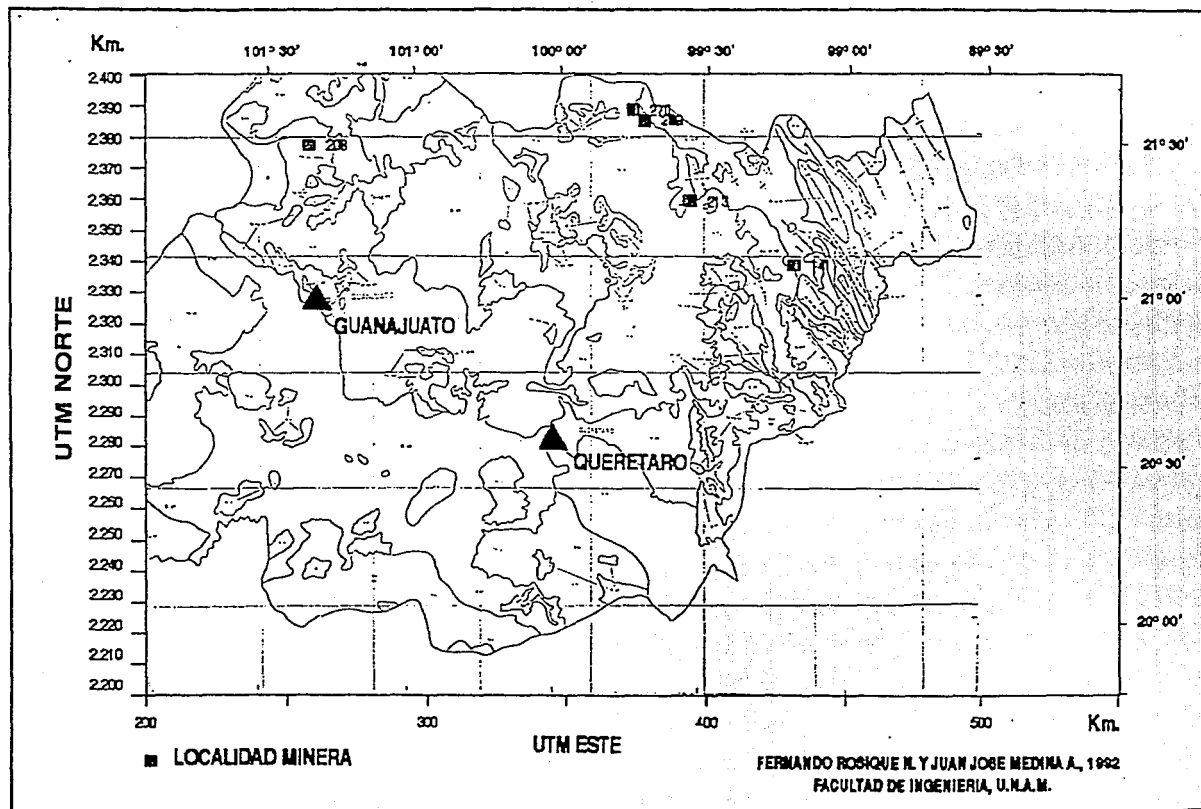 Km.
101° 30' 101° 00' 100° 00' 99° 30' 99° 00' 89° 30'
2.400
2.390
2.380
2.370
2.360
2.350
2.340
2.330
2.320
2.310
2.300
2.290
2.280
2.270
2.260
2.250
2.240
2.230
2.220
2.210
2.200
UTM NORTE
208
GUANAJUATO
QUERETARO
21° 30'
21° 00'
20° 30'
20° 00'
200 300 400 500 Km.
UTM ESTE
LOCALIDAD MINERA
FERNANDO ROSIQUE N. Y JUAN JOSE MEDINA A., 1992
FACULTAD DE INGENIERIA, U.N.A.M.